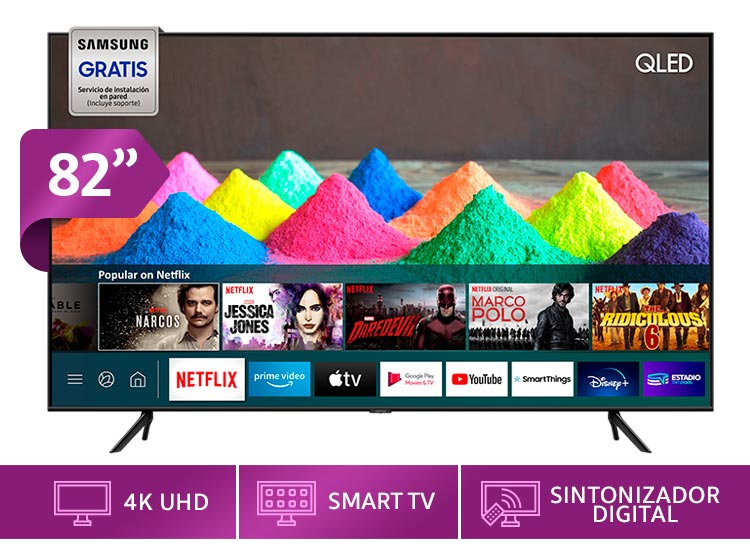 SAMSUNG
GRATIS
Servicio de instalación
en pared
(Incluye soporte)
QLED
82”
Popular on Netflix
ABLE
NARCOS
NETFLIX
JESSICA
JONES
NETFLIX
DAREDEVIL
NETFLIX ORIGINAL
MARCO
POLO
NETFLIX
THE
RIDICULOUS
6
NETFLIX
prime video
tv
Google Play
Movies & TV
YouTube
SmartThings
Disney+
ESTADIO
4K UHD
SMART TV
SINTONIZADOR
DIGITAL